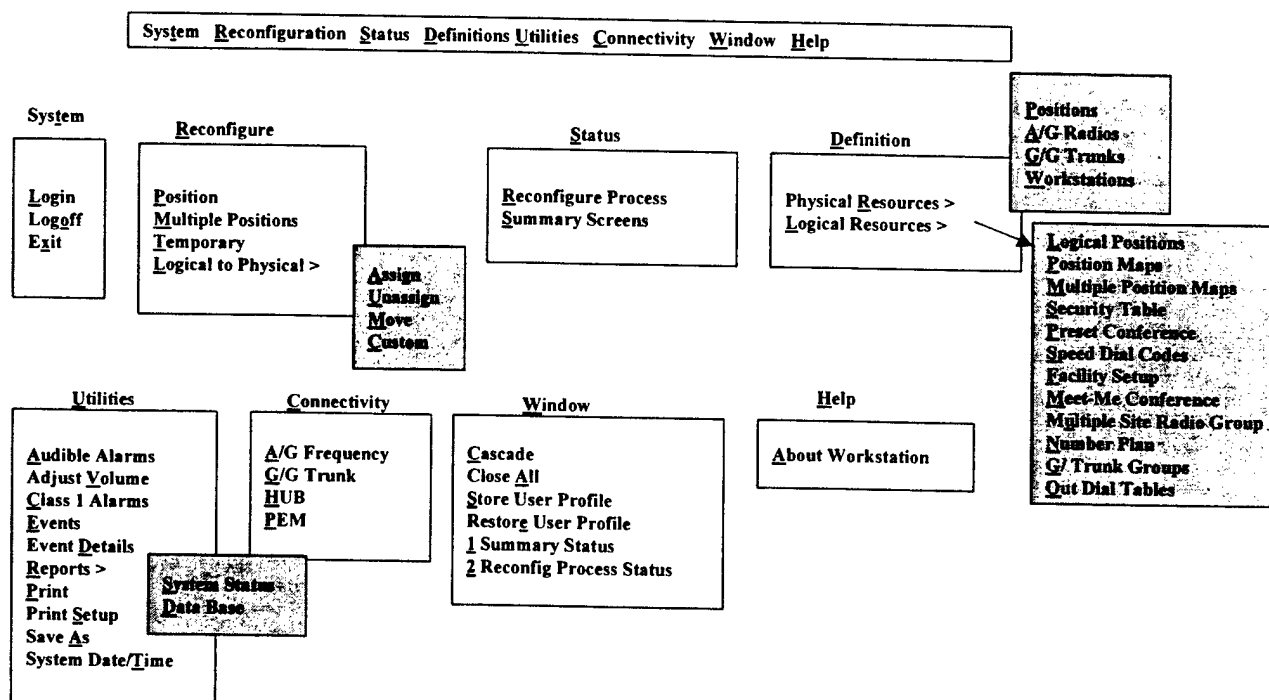 System Reconfiguration Status Definitions Utilities Connectivity Window Help
System
Login
Logoff
Exit
Reconfigure
Position
Multiple Positions
Temporary
Logical to Physical >
Assign
Unassign
Move
Custom
Status
Reconfigure Process
Summary Screens
Definition
Physical Resources >
Logical Resources >
Positions
A/G Radios
G/G Trunks
Workstations
Logical Positions
Position Maps
Multiple Position Maps
Security Table
Preset Conference
Speed Dial Codes
Facility Setup
Meet-Me Conference
Multiple Site Radio Group
Number Plan
G/ Trunk Groups
Out Dial Tables
Utilities
Audible Alarms
Adjust Volume
Class 1 Alarms
Events
Event Details
Reports >
Print
Print Setup
Save As
System Date/Time
System Status
Data Base
Connectivity
A/G Frequency
G/G Trunk
HUB
PEM
Window
Cascade
Close All
Store User Profile
Restore User Profile
1 Summary Status
2 Reconfig Process Status
Help
About Workstation